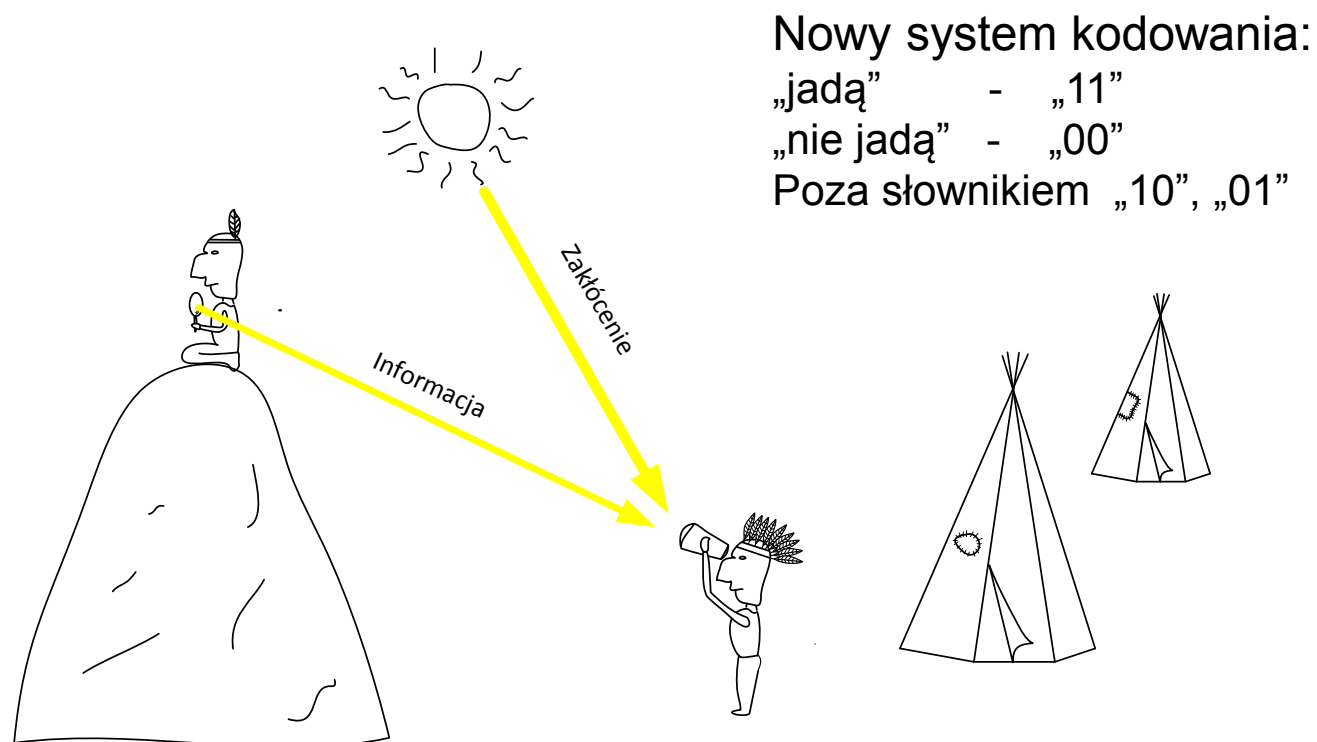 Nowy system kodowania:
„jadą” - „11”
„nie jadą” - „00”
Poza słownikiem „10”, „01”
Zakłócenie
Informacja